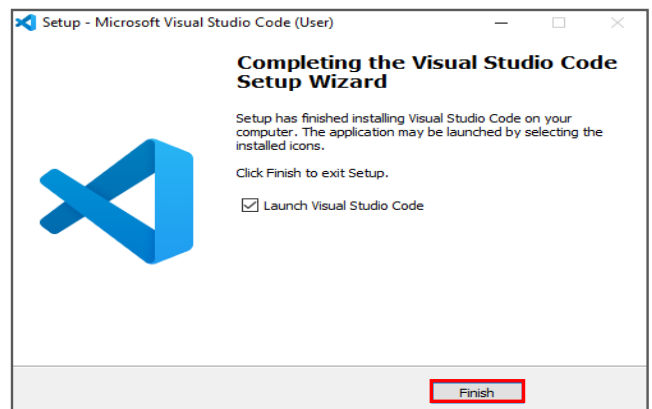 Setup - Microsoft Visual Studio Code (User)
Completing the Visual Studio Code
Setup Wizard
Setup has finished installing Visual Studio Code on your
computer. The application may be launched by selecting the
installed icons.
Click Finish to exit Setup.
Launch Visual Studio Code
Finish